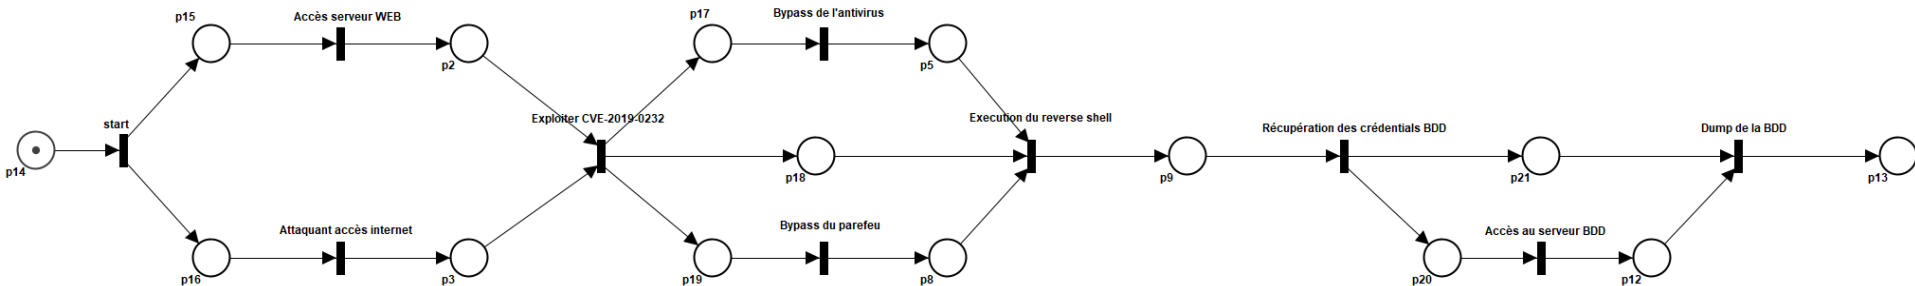 p15
Accès serveur WEB
p2
p17
Bypass de l'antivirus
p5
p14
start
Exploiter CVE-2019-0232
p18
Execution du reverse shell
p9
Récupération des crédentials BDD
p21
Dump de la BDD
p13
p16
Attaquant accès internet
p3
p19
Bypass du parefeu
p8
p20
Accès au serveur BDD
p12